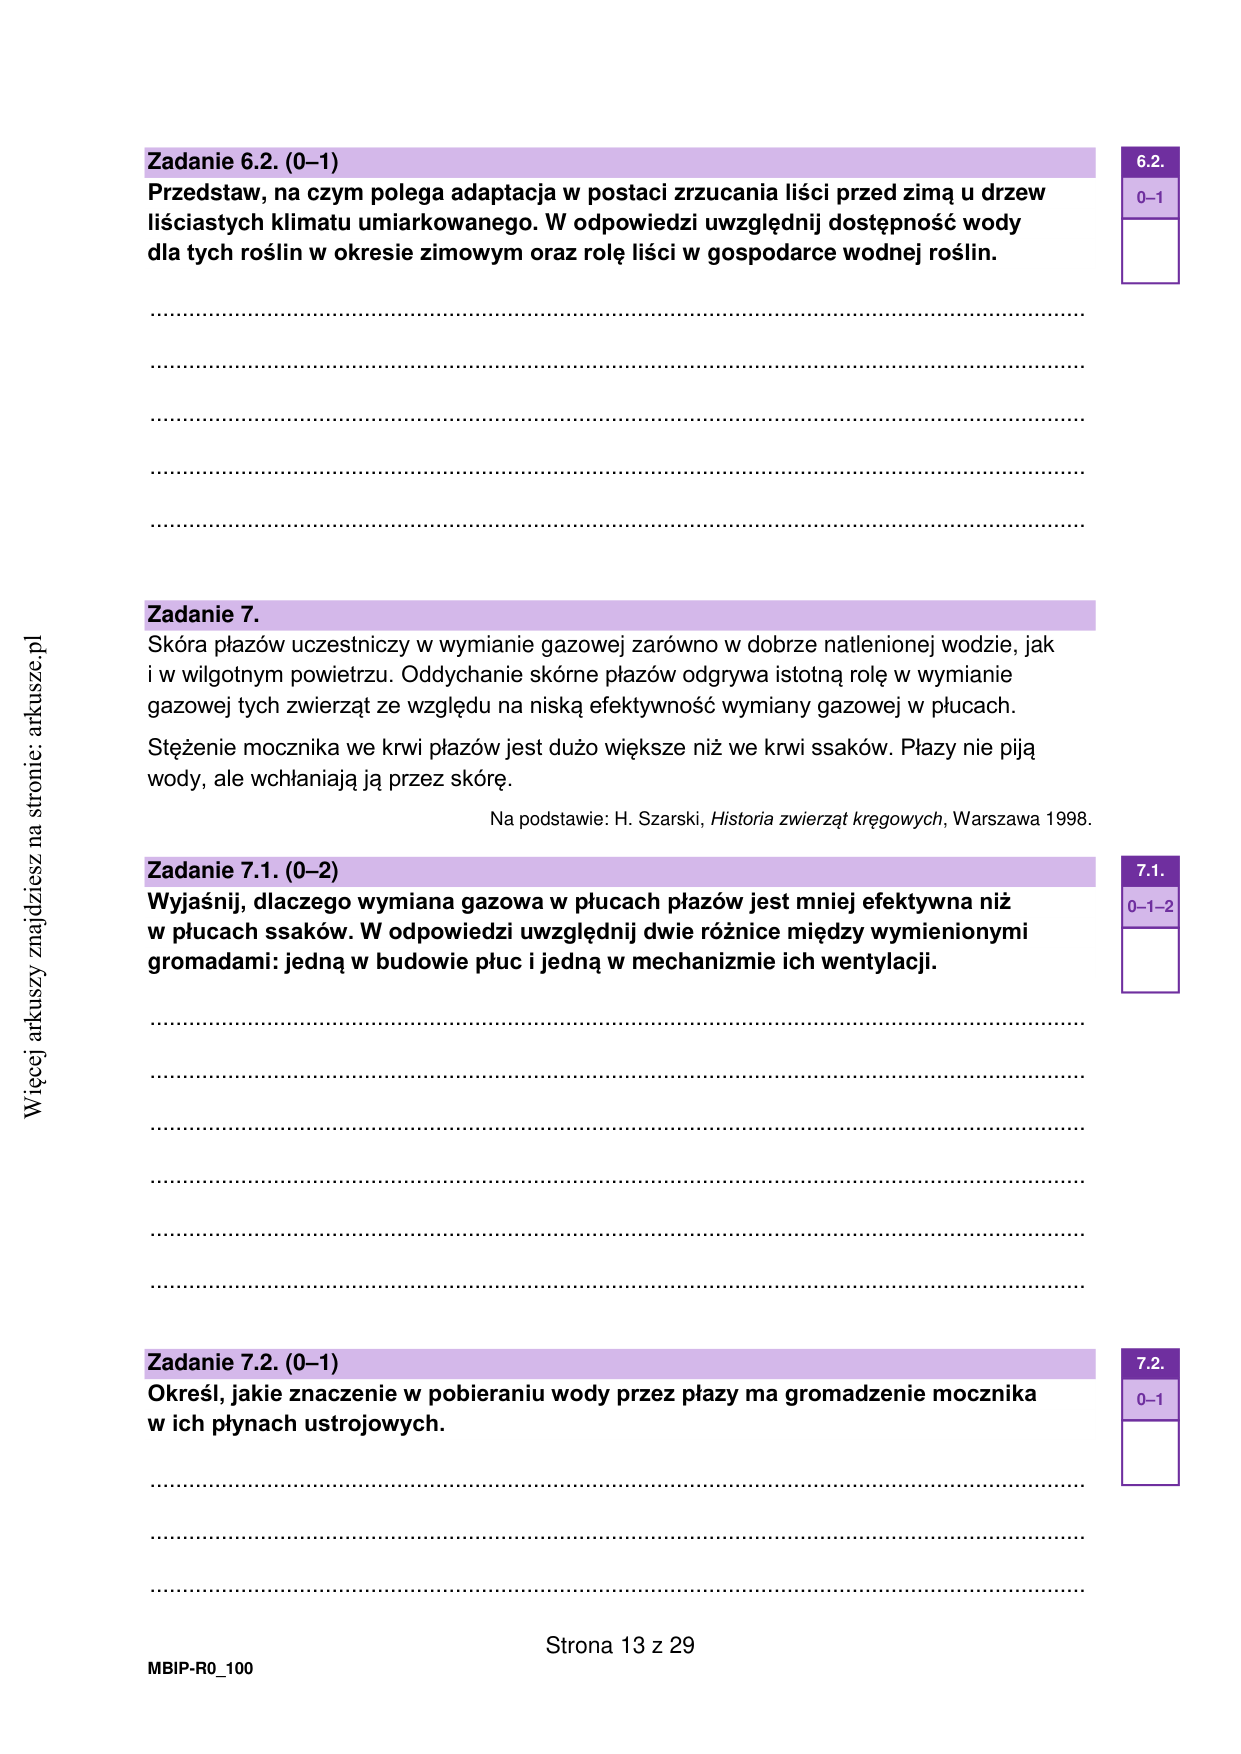 Zadanie 6.2. (0–1)
6.2.
0–1
Przedstaw, na czym polega adaptacja w postaci zrzucania liści przed zimą u drzew
liściastych klimatu umiarkowanego. W odpowiedzi uwzględnij dostępność wody
dla tych roślin w okresie zimowym oraz rolę liści w gospodarce wodnej roślin.
Zadanie 7.
Skóra płazów uczestniczy w wymianie gazowej zarówno w dobrze natlenionej wodzie, jak
i w wilgotnym powietrzu. Oddychanie skórne płazów odgrywa istotną rolę w wymianie
gazowej tych zwierząt ze względu na niską efektywność wymiany gazowej w płucach.
Stężenie mocznika we krwi płazów jest dużo większe niż we krwi ssaków. Płazy nie piją
wody, ale wchłaniają ją przez skórę.
Na podstawie: H. Szarski, Historia zwierząt kręgowych, Warszawa 1998.
Zadanie 7.1. (0–2)
7.1.
0–1–2
Wyjaśnij, dlaczego wymiana gazowa w płucach płazów jest mniej efektywna niż
w płucach ssaków. W odpowiedzi uwzględnij dwie różnice między wymienionymi
gromadami: jedną w budowie płuc i jedną w mechanizmie ich wentylacji.
Zadanie 7.2. (0–1)
7.2.
0–1
Określ, jakie znaczenie w pobieraniu wody przez płazy ma gromadzenie mocznika
w ich płynach ustrojowych.
Strona 13 z 29
MBIP-R0_100
Więcej arkuszy znajdziesz na stronie: arkusze.pl